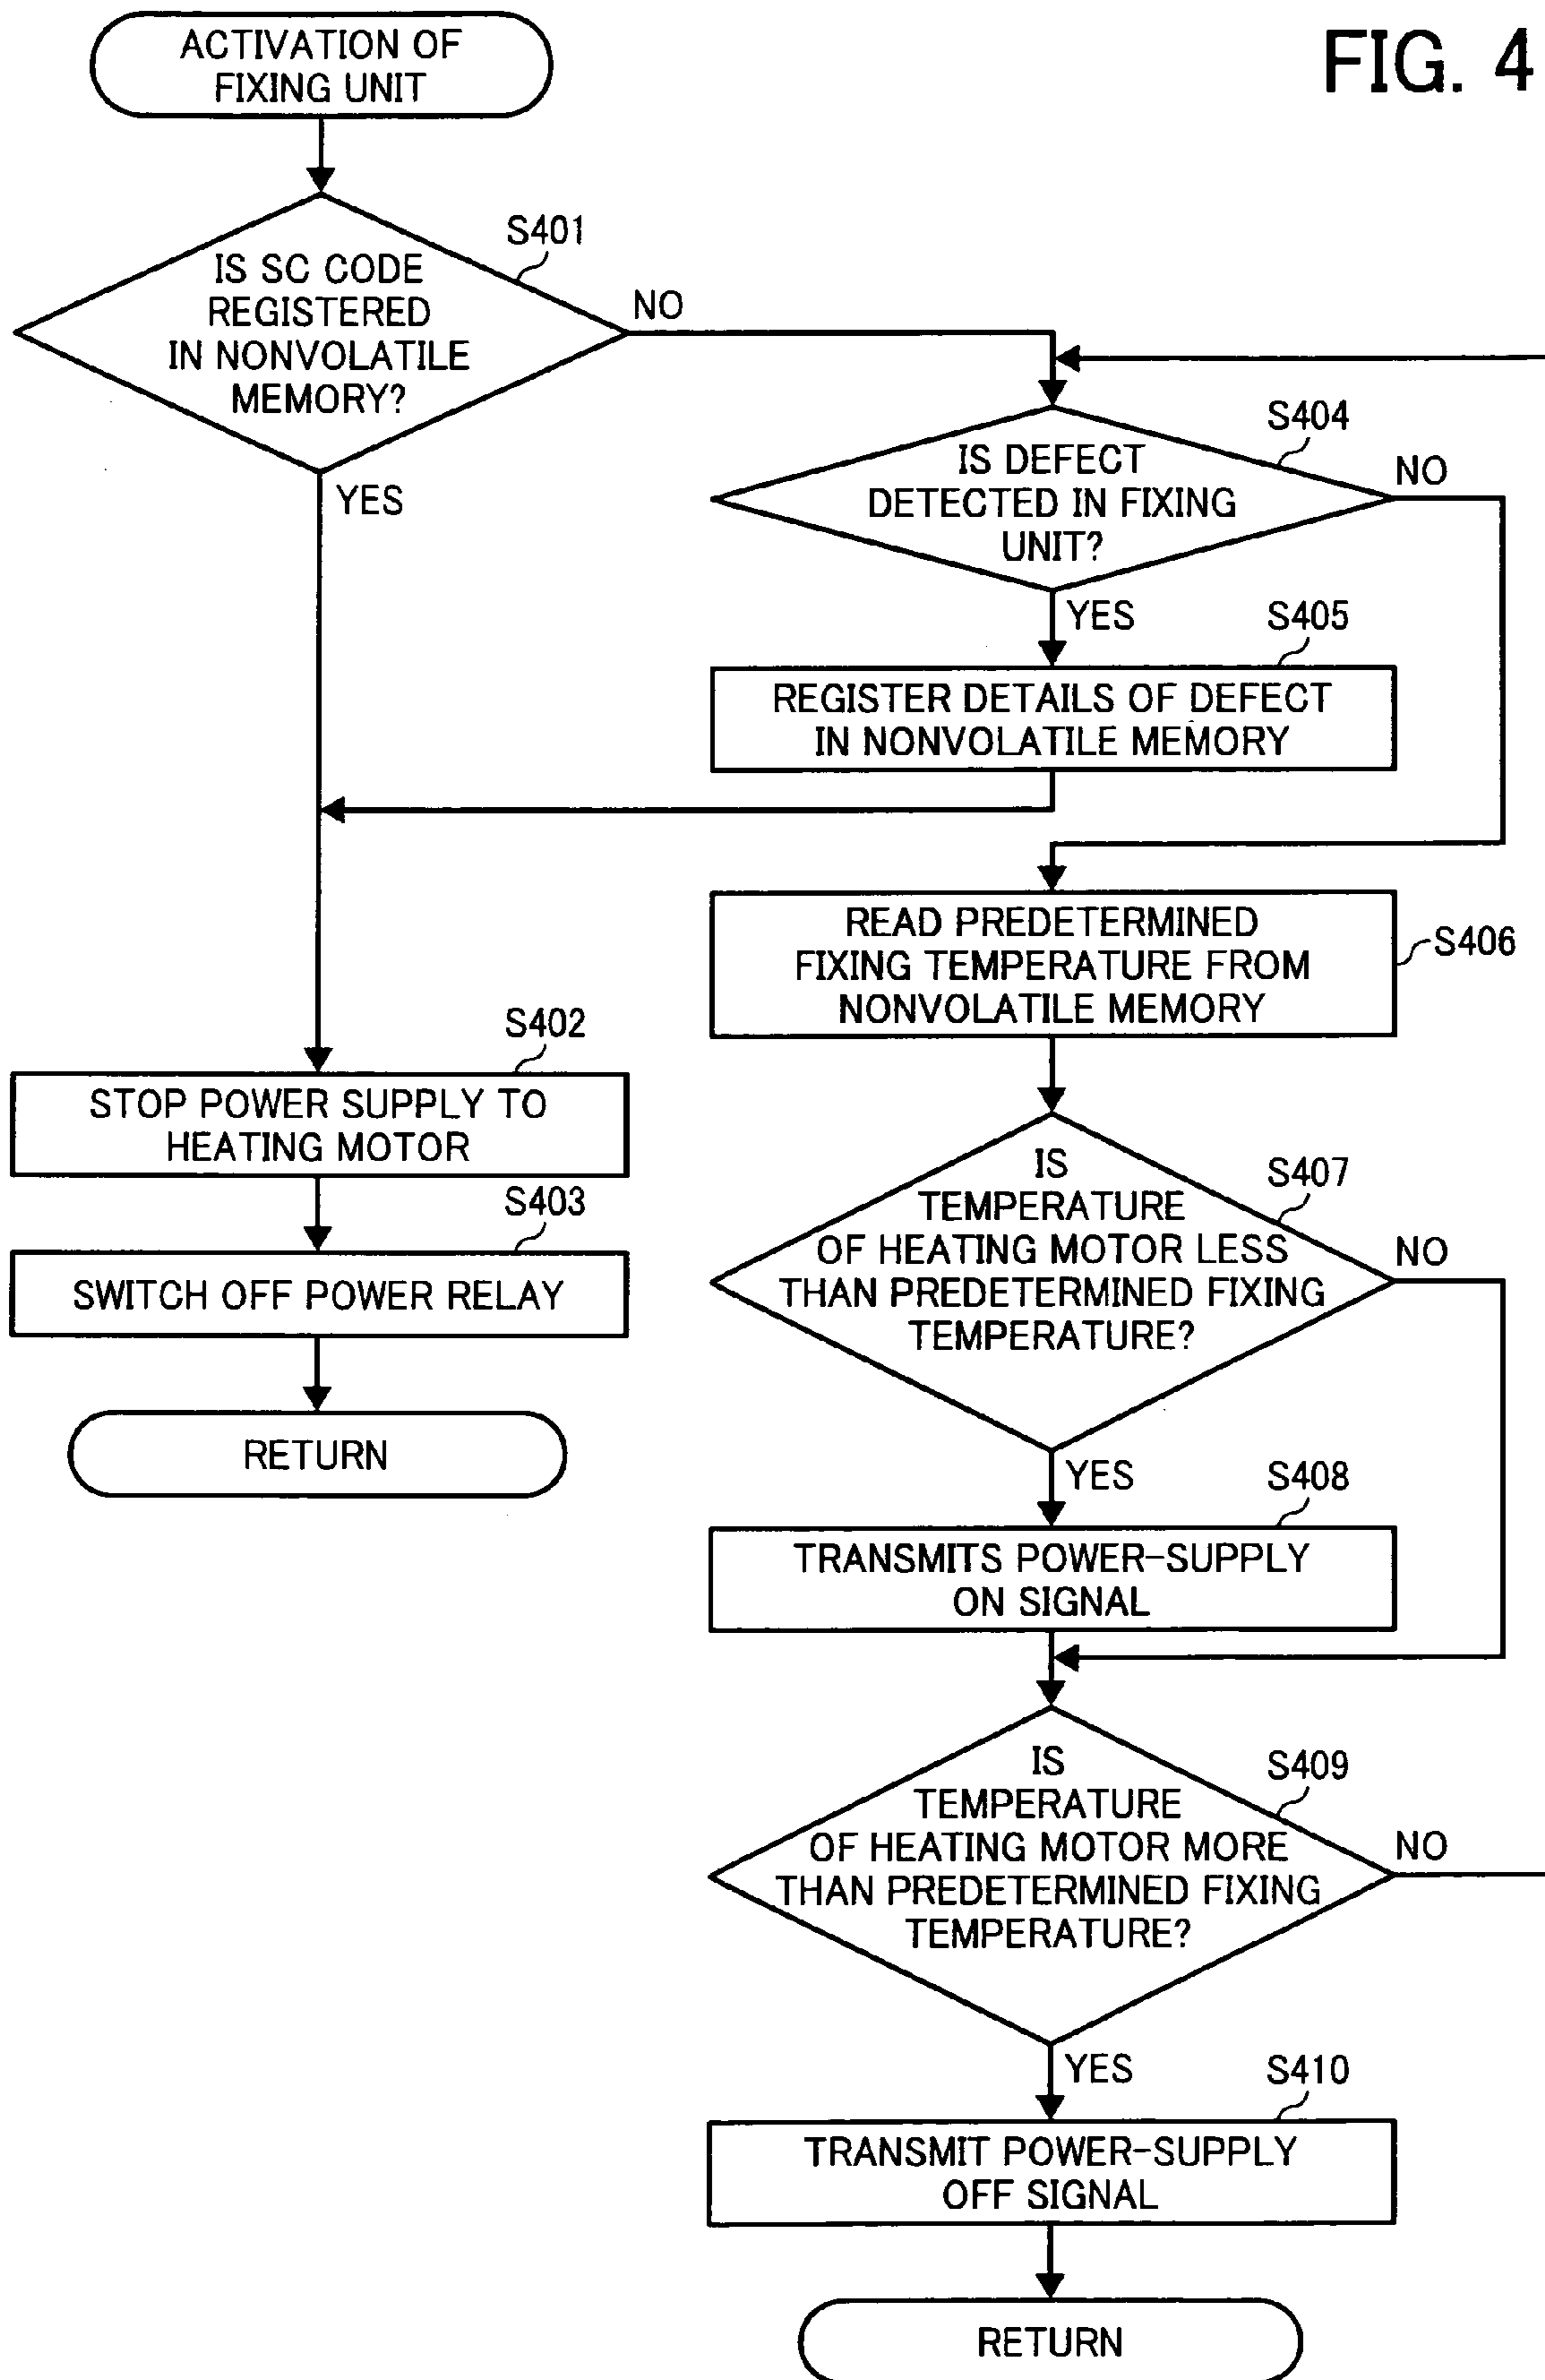 FIG. 4
ACTIVATION OF
FIXING UNIT
S401
IS SC CODE
REGISTERED
IN NONVOLATILE
MEMORY?
NO
YES
S404
IS DEFECT
DETECTED IN FIXING
UNIT?
NO
YES
S405
REGISTER DETAILS OF DEFECT
IN NONVOLATILE MEMORY
READ PREDETERMINED
FIXING TEMPERATURE FROM
NONVOLATILE MEMORY
S406
S402
STOP POWER SUPPLY TO
HEATING MOTOR
S403
SWITCH OFF POWER RELAY
RETURN
S407
IS
TEMPERATURE
OF HEATING MOTOR LESS
THAN PREDETERMINED FIXING
TEMPERATURE?
NO
YES
S408
TRANSMITS POWER-SUPPLY
ON SIGNAL
S409
IS
TEMPERATURE
OF HEATING MOTOR MORE
THAN PREDETERMINED FIXING
TEMPERATURE?
NO
YES
S410
TRANSMIT POWER-SUPPLY
OFF SIGNAL
RETURN